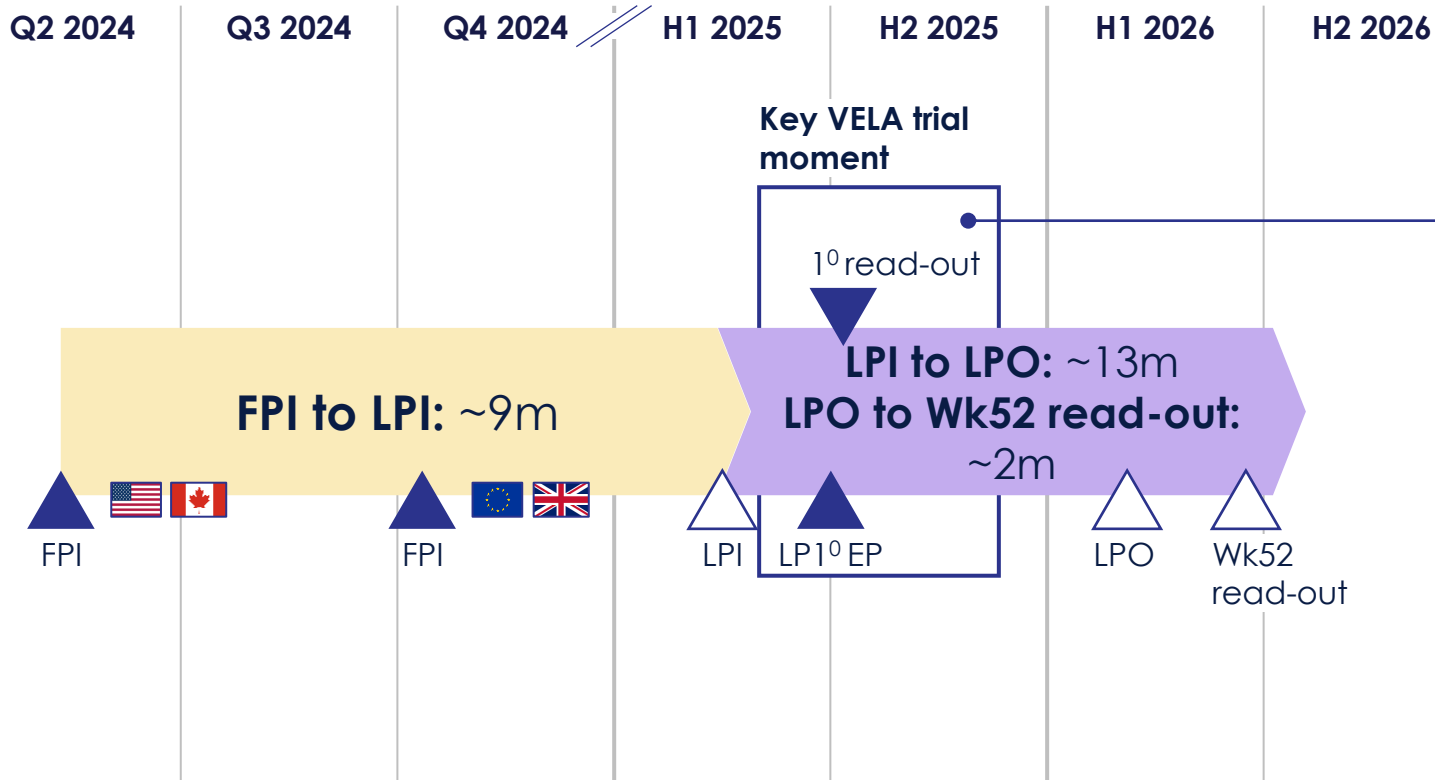 Q2 2024 Q3 2024 Q4 2024 H1 2025 H2 2025 H1 2026 H2 2026
Key VELA trial
moment
1⁰ read-out
FPI to LPI: ~9m
LPI to LPO: ~13m
LPO to Wk52 read-out:
~2m
FPI FPI LPI LP1⁰ EP LPO Wk52
read-out